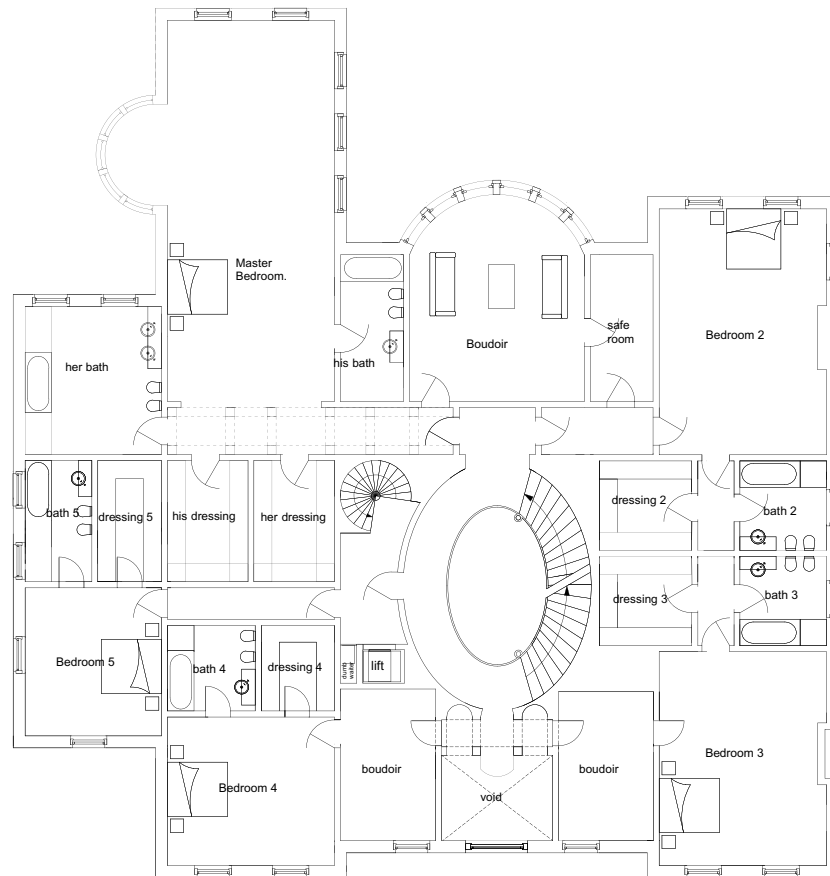 Master
Bedroom.
safe
room
Bedroom 2
Boudoir
his bath
her bath
bath 5
dressing 5
his dressing
her dressing
dressing 2
bath 2
dressing 3
bath 3
Bedroom 5
bath 4
dressing 4
dumb
waiter
lift
Bedroom 3
boudoir
boudoir
Bedroom 4
void